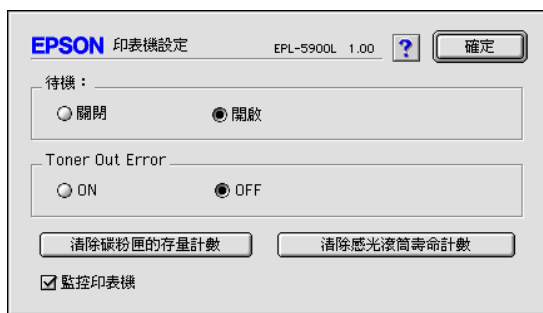 EPSON 印表機設定 EPL-5900L 1.00 ? 確定
待機：
關閉 開啟
Toner Out Error
ON OFF
清除碳粉匣的存量計數 清除感光滾筒壽命計數
監控印表機